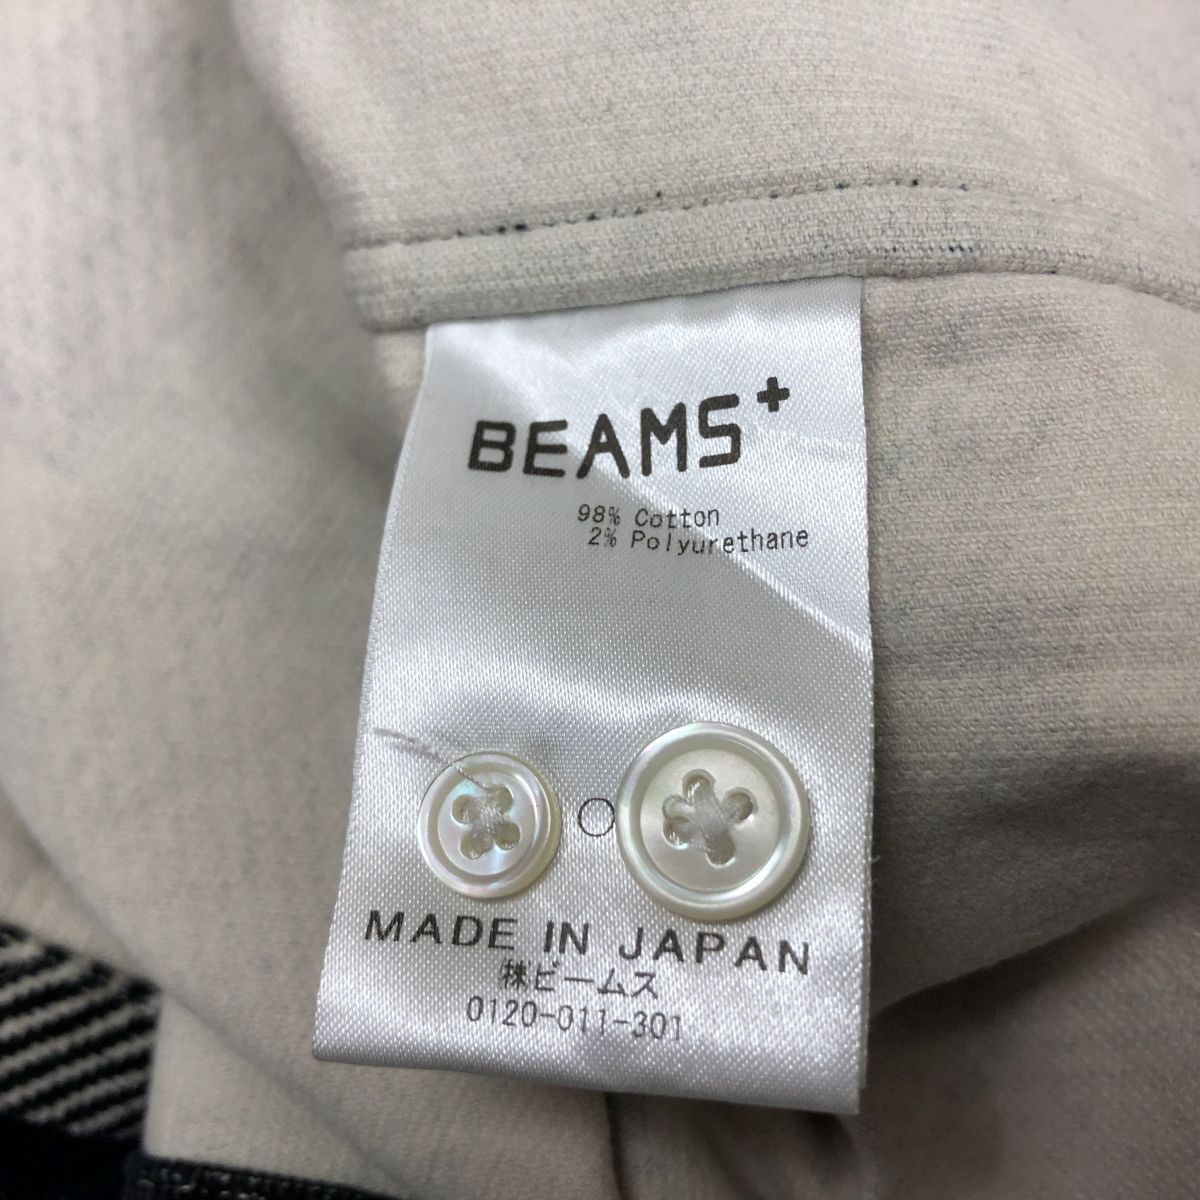 BEAMS+
98% Cotton
2% Polyurethane
MADE IN JAPAN
㈱ビームス
0120-011-301